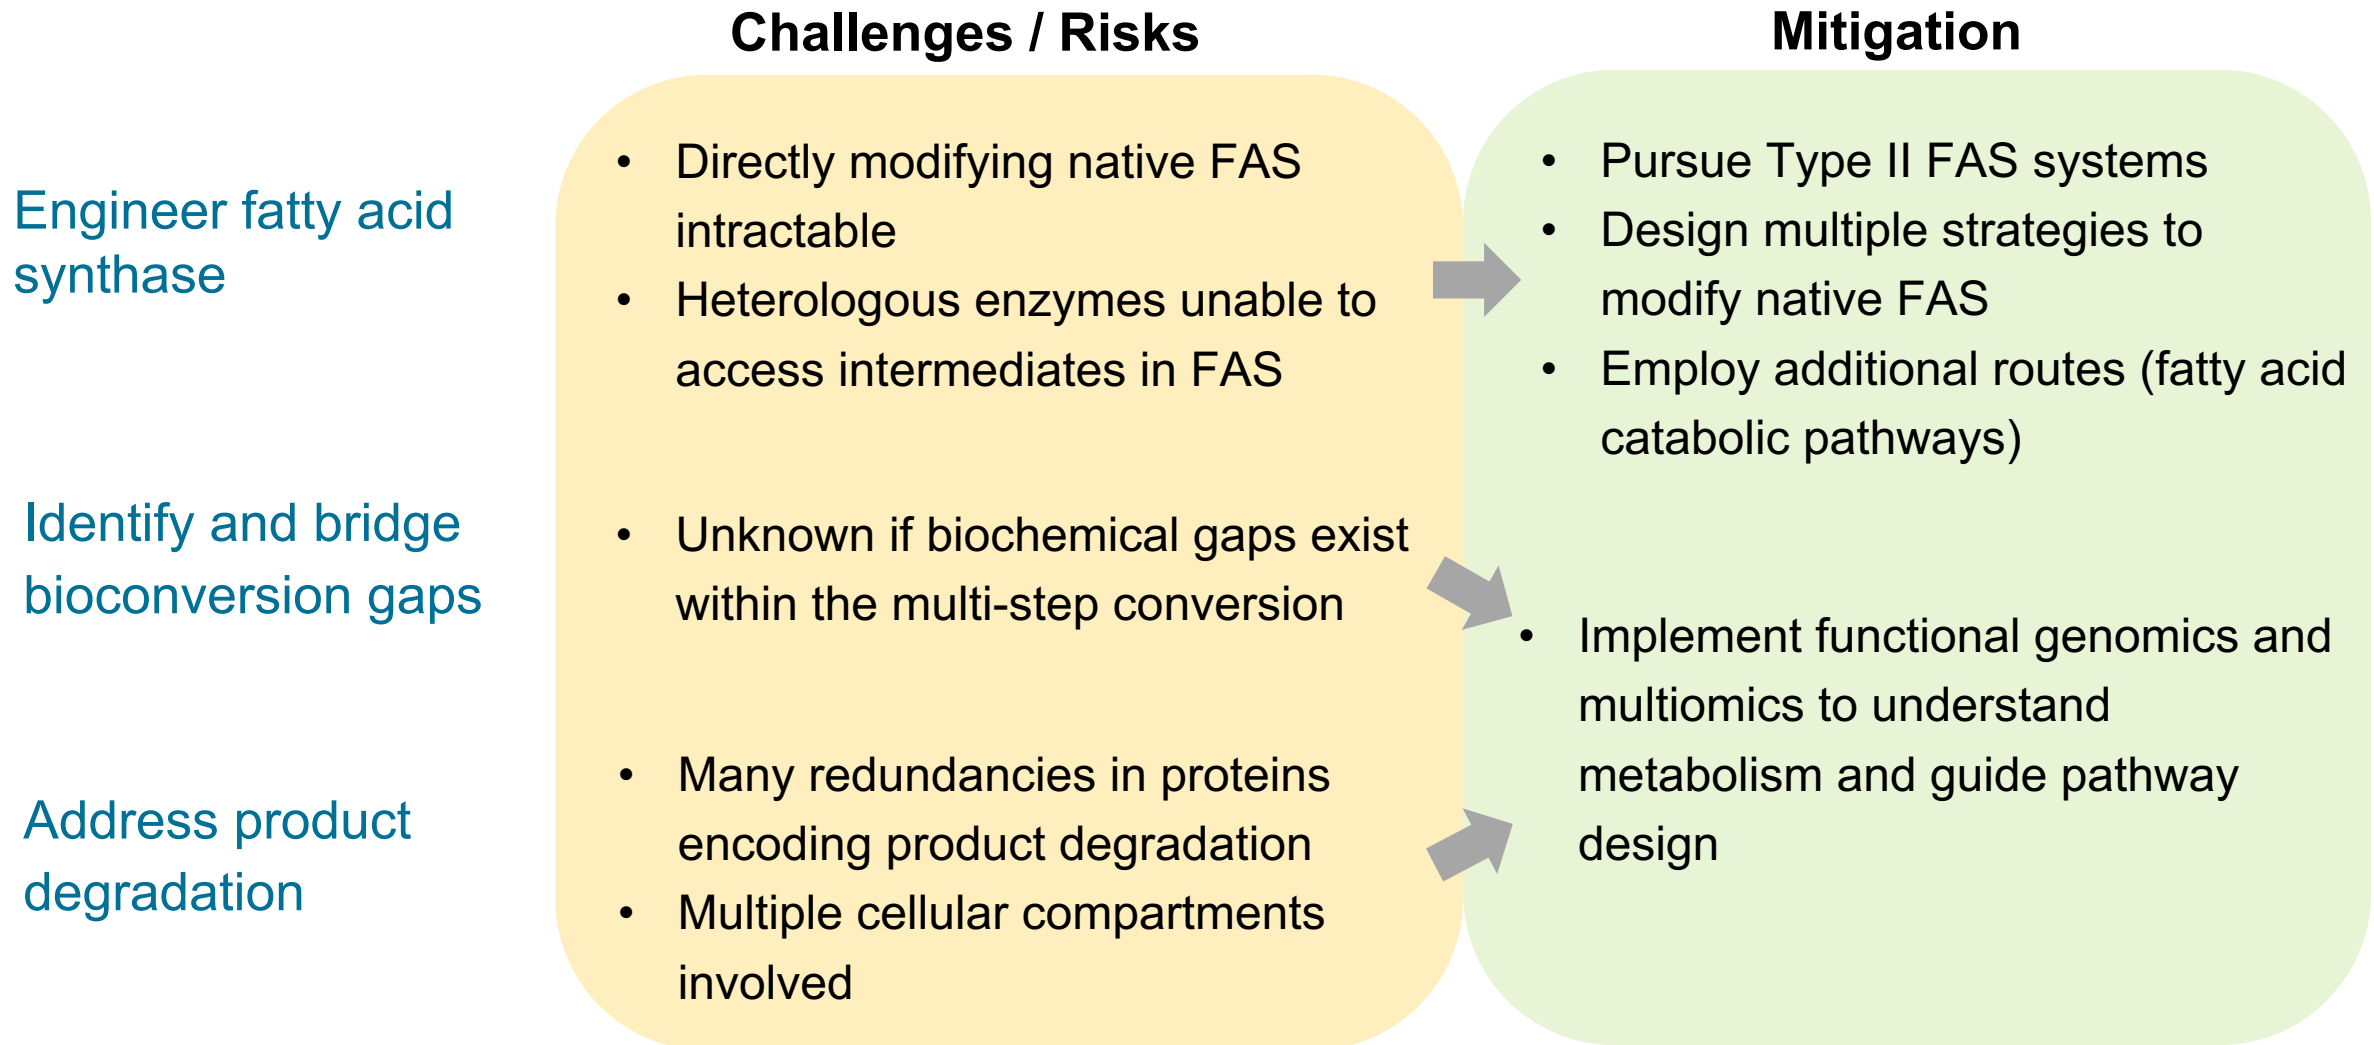 Challenges / Risks
Mitigation
Engineer fatty acid
synthase
• Directly modifying native FAS
intractable
• Heterologous enzymes unable to
access intermediates in FAS
• Pursue Type II FAS systems
• Design multiple strategies to
modify native FAS
• Employ additional routes (fatty acid
catabolic pathways)
Identify and bridge
bioconversion gaps
• Unknown if biochemical gaps exist
within the multi-step conversion
Address product
degradation
• Many redundancies in proteins
encoding product degradation
• Multiple cellular compartments
involved
• Implement functional genomics and
multiomics to understand
metabolism and guide pathway
design